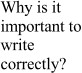 Why is it
important to
write
correctly?